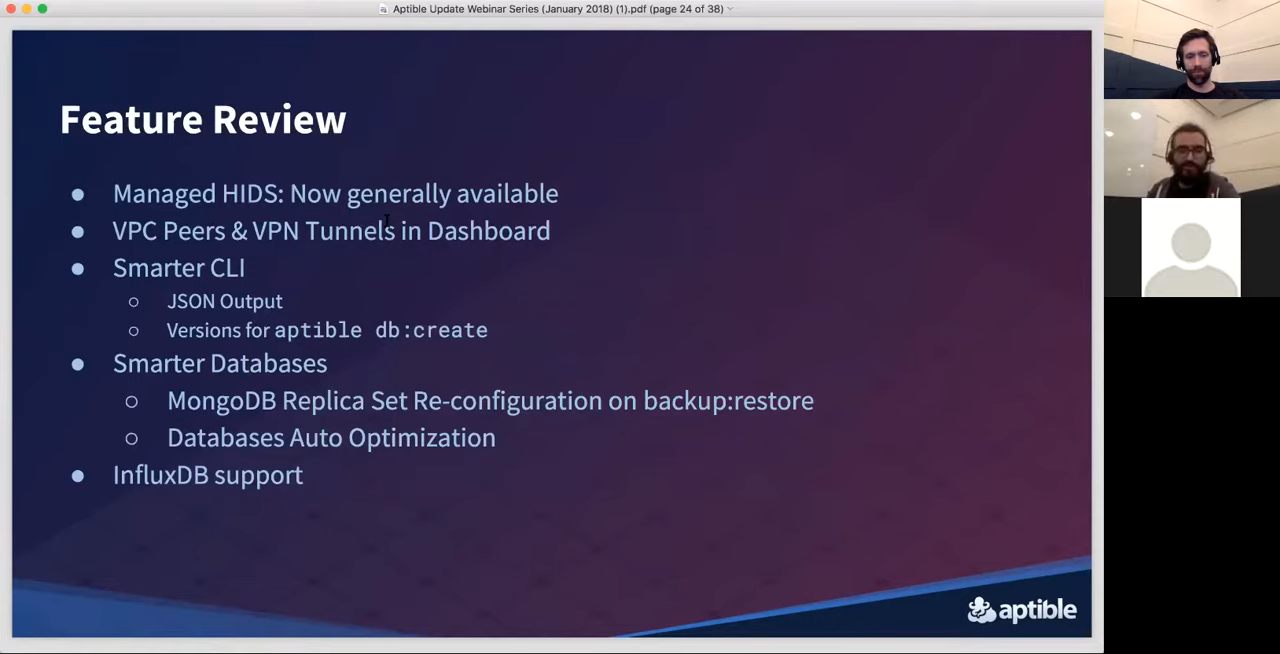 Aptible Update Webinar Series (January 2018) (1).pdf (page 24 of 38)
Feature Review
● Managed HIDS: Now generally available
● VPC Peers & VPN Tunnels in Dashboard
● Smarter CLI
○ JSON Output
○ Versions for aptible db:create
● Smarter Databases
○ MongoDB Replica Set Re-configuration on backup:restore
○ Databases Auto Optimization
● InfluxDB support
aptible